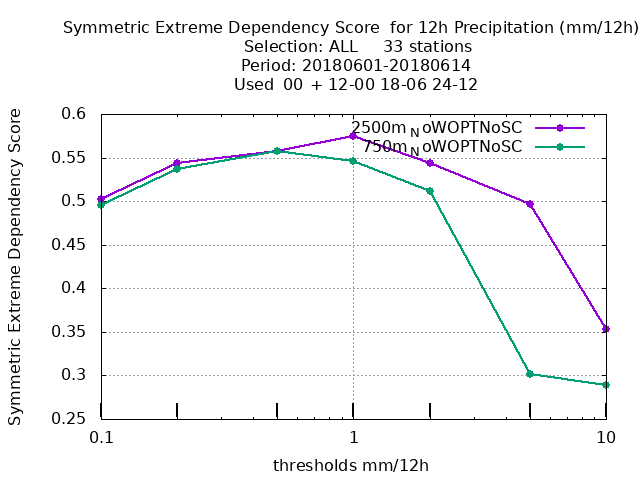 Symmetric Extreme Dependency Score  for 12h Precipitation (mm/12h)
Selection: ALL     33 stations
Period: 20180601-20180614
Used  00  + 12-00 18-06 24-12
Symmetric Extreme Dependency Score
0.6
0.55
0.5
0.45
0.4
0.35
0.3
0.25
2500mNoWOPTNoSC
750mNoWOPTNoSC
0.1 1 10
thresholds mm/12h